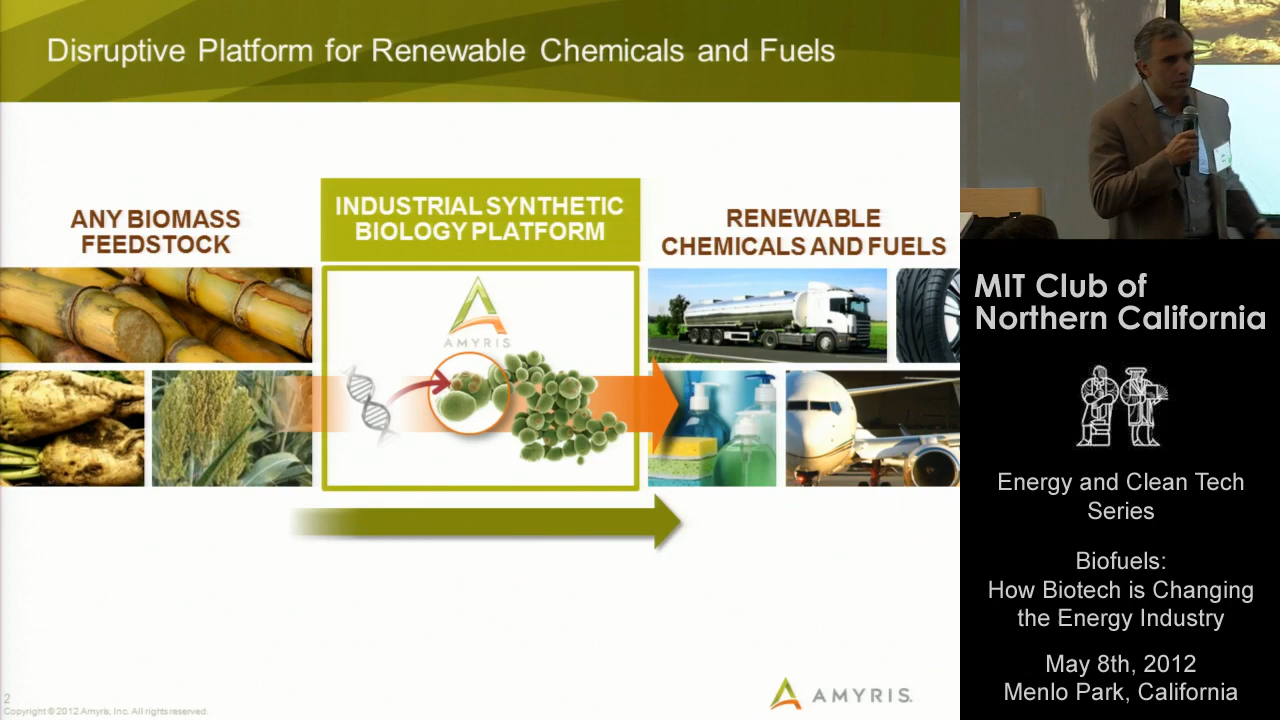 Disruptive Platform for Renewable Chemicals and Fuels
ANY BIOMASS
FEEDSTOCK
INDUSTRIAL SYNTHETIC
BIOLOGY PLATFORM
RENEWABLE
CHEMICALS AND FUELS
AMYRIS
2
Copyright © 2012 Amyris, Inc. All rights reserved.
AMYRIS.
MIT Club of
Northern California
Energy and Clean Tech
Series
Biofuels:
How Biotech is Changing
the Energy Industry
May 8th, 2012
Menlo Park, California